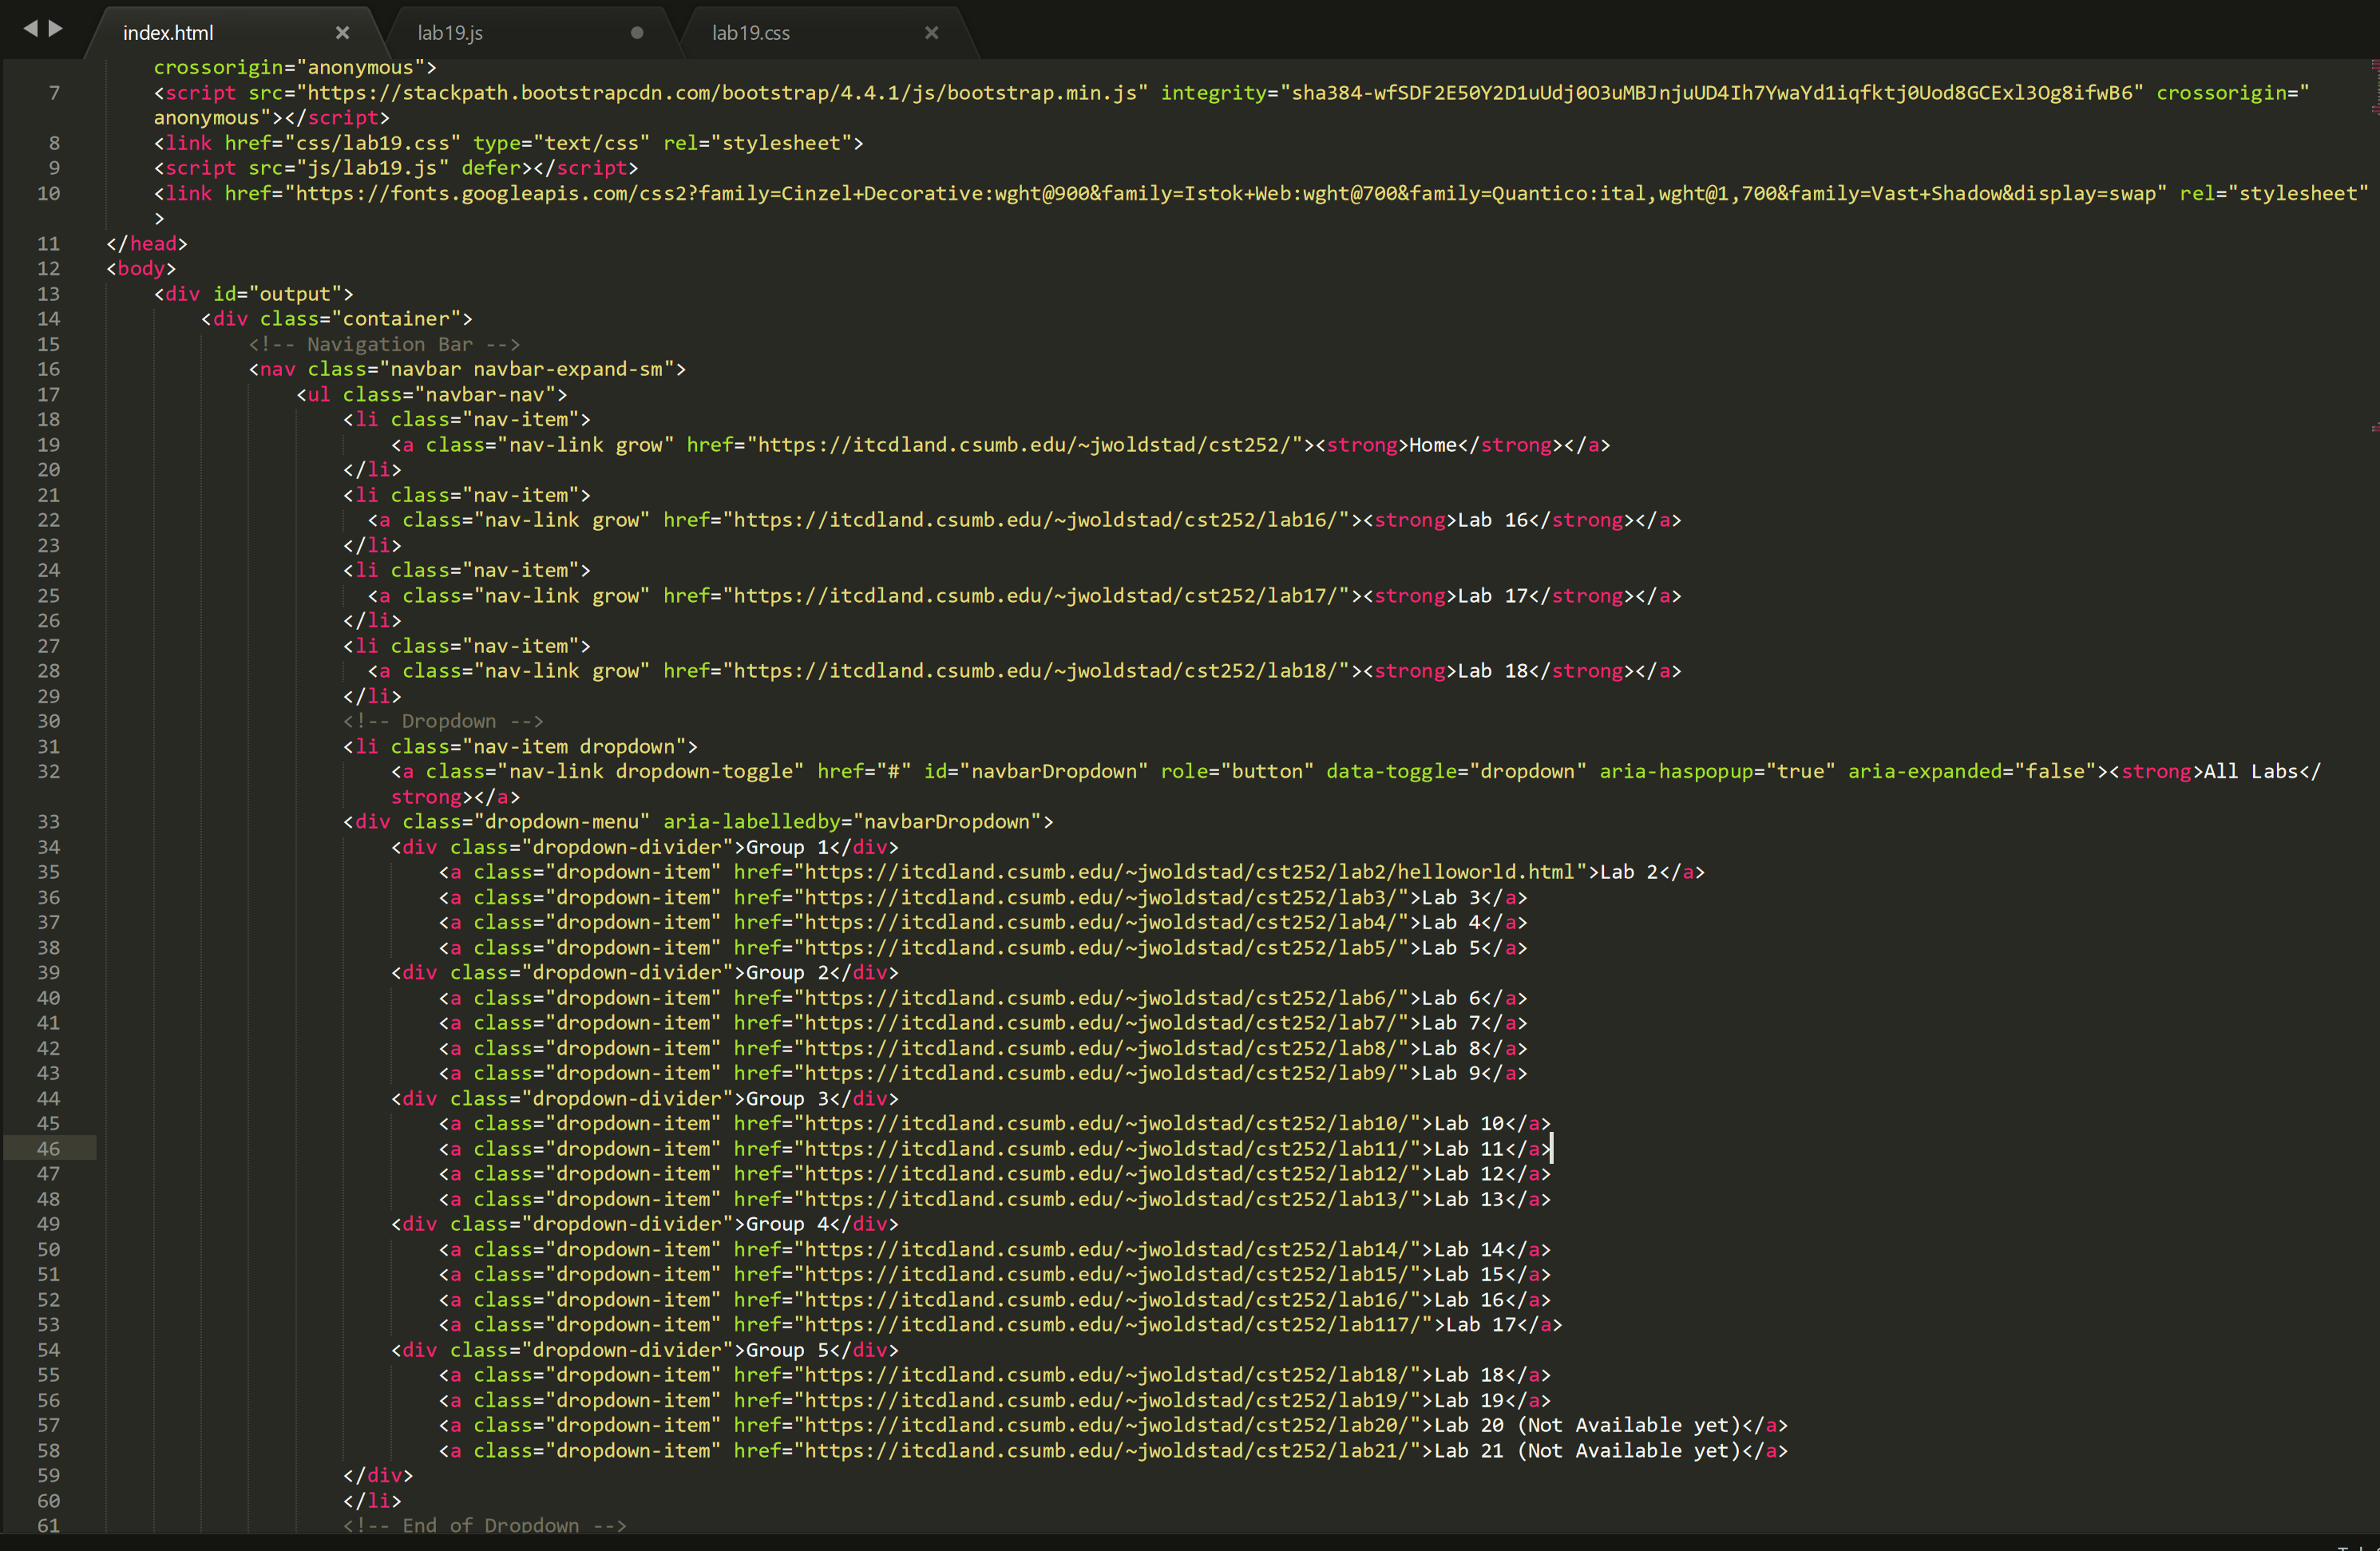 index.html
lab19.js
lab19.css
crossorigin="anonymous">
7 <script src="https://stackpath.bootstrapcdn.com/bootstrap/4.4.1/js/bootstrap.min.js" integrity="sha384-wfSDF2E50Y2D1uUdj0O3uMBJnjuUD4Ih7YwaYd1iqfktj0Uod8GCExl3Og8ifwB6" crossorigin="
anonymous"></script>
8 <link href="css/lab19.css" type="text/css" rel="stylesheet">
9 <script src="js/lab19.js" defer></script>
10 <link href="https://fonts.googleapis.com/css2?family=Cinzel+Decorative:wght@900&family=Istok+Web:wght@700&family=Quantico:ital,wght@1,700&family=Vast+Shadow&display=swap" rel="stylesheet"
>
11 </head>
12 <body>
13 <div id="output">
14 <div class="container">
15 <!-- Navigation Bar -->
16 <nav class="navbar navbar-expand-sm">
17 <ul class="navbar-nav">
18 <li class="nav-item">
19 <a class="nav-link grow" href="https://itcdland.csumb.edu/~jwoldstad/cst252/"><strong>Home</strong></a>
20 </li>
21 <li class="nav-item">
22 <a class="nav-link grow" href="https://itcdland.csumb.edu/~jwoldstad/cst252/lab16/"><strong>Lab 16</strong></a>
23 </li>
24 <li class="nav-item">
25 <a class="nav-link grow" href="https://itcdland.csumb.edu/~jwoldstad/cst252/lab17/"><strong>Lab 17</strong></a>
26 </li>
27 <li class="nav-item">
28 <a class="nav-link grow" href="https://itcdland.csumb.edu/~jwoldstad/cst252/lab18/"><strong>Lab 18</strong></a>
29 </li>
30 <!-- Dropdown -->
31 <li class="nav-item dropdown">
32 <a class="nav-link dropdown-toggle" href="#" id="navbarDropdown" role="button" data-toggle="dropdown" aria-haspopup="true" aria-expanded="false"><strong>All Labs</
strong></a>
33 <div class="dropdown-menu" aria-labelledby="navbarDropdown">
34 <div class="dropdown-divider">Group 1</div>
35 <a class="dropdown-item" href="https://itcdland.csumb.edu/~jwoldstad/cst252/lab2/helloworld.html">Lab 2</a>
36 <a class="dropdown-item" href="https://itcdland.csumb.edu/~jwoldstad/cst252/lab3/">Lab 3</a>
37 <a class="dropdown-item" href="https://itcdland.csumb.edu/~jwoldstad/cst252/lab4/">Lab 4</a>
38 <a class="dropdown-item" href="https://itcdland.csumb.edu/~jwoldstad/cst252/lab5/">Lab 5</a>
39 <div class="dropdown-divider">Group 2</div>
40 <a class="dropdown-item" href="https://itcdland.csumb.edu/~jwoldstad/cst252/lab6/">Lab 6</a>
41 <a class="dropdown-item" href="https://itcdland.csumb.edu/~jwoldstad/cst252/lab7/">Lab 7</a>
42 <a class="dropdown-item" href="https://itcdland.csumb.edu/~jwoldstad/cst252/lab8/">Lab 8</a>
43 <a class="dropdown-item" href="https://itcdland.csumb.edu/~jwoldstad/cst252/lab9/">Lab 9</a>
44 <div class="dropdown-divider">Group 3</div>
45 <a class="dropdown-item" href="https://itcdland.csumb.edu/~jwoldstad/cst252/lab10/">Lab 10</a>
46 <a class="dropdown-item" href="https://itcdland.csumb.edu/~jwoldstad/cst252/lab11/">Lab 11</a>
47 <a class="dropdown-item" href="https://itcdland.csumb.edu/~jwoldstad/cst252/lab12/">Lab 12</a>
48 <a class="dropdown-item" href="https://itcdland.csumb.edu/~jwoldstad/cst252/lab13/">Lab 13</a>
49 <div class="dropdown-divider">Group 4</div>
50 <a class="dropdown-item" href="https://itcdland.csumb.edu/~jwoldstad/cst252/lab14/">Lab 14</a>
51 <a class="dropdown-item" href="https://itcdland.csumb.edu/~jwoldstad/cst252/lab15/">Lab 15</a>
52 <a class="dropdown-item" href="https://itcdland.csumb.edu/~jwoldstad/cst252/lab16/">Lab 16</a>
53 <a class="dropdown-item" href="https://itcdland.csumb.edu/~jwoldstad/cst252/lab117/">Lab 17</a>
54 <div class="dropdown-divider">Group 5</div>
55 <a class="dropdown-item" href="https://itcdland.csumb.edu/~jwoldstad/cst252/lab18/">Lab 18</a>
56 <a class="dropdown-item" href="https://itcdland.csumb.edu/~jwoldstad/cst252/lab19/">Lab 19</a>
57 <a class="dropdown-item" href="https://itcdland.csumb.edu/~jwoldstad/cst252/lab20/">Lab 20 (Not Available yet)</a>
58 <a class="dropdown-item" href="https://itcdland.csumb.edu/~jwoldstad/cst252/lab21/">Lab 21 (Not Available yet)</a>
59 </div>
60 </li>
61 <!-- End of Dropdown -->